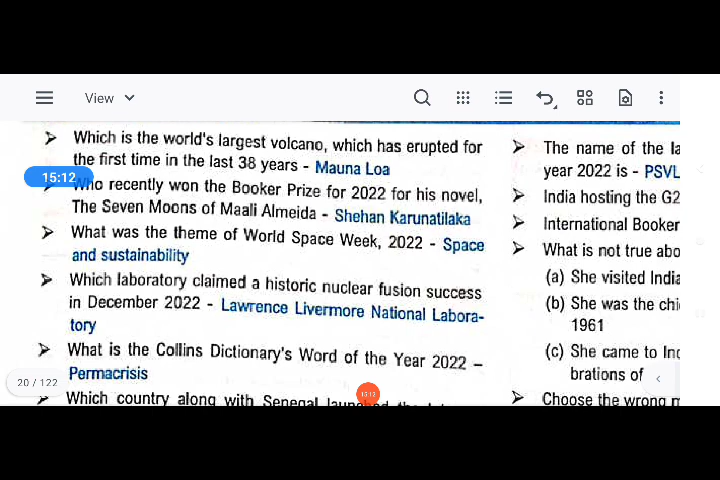 View
Which is the world's largest volcano, which has erupted for
the first time in the last 38 years - Mauna Loa
15:12
Who recently won the Booker Prize for 2022 for his novel,
The Seven Moons of Maali Almeida - Shehan Karunatilaka
What was the theme of World Space Week, 2022 - Space
and sustainability
Which laboratory claimed a historic nuclear fusion success
in December 2022 - Lawrence Livermore National Labora-
tory
What is the Collins Dictionary's Word of the Year 2022 –
Permacrisis
20 / 122
Which country along with Senegal launched the
The name of the la
year 2022 is - PSVL
India hosting the G2
International Booker
What is not true abo
(a) She visited India
(b) She was the chi
1961
(c) She came to Ind
brations of
Choose the wrong m